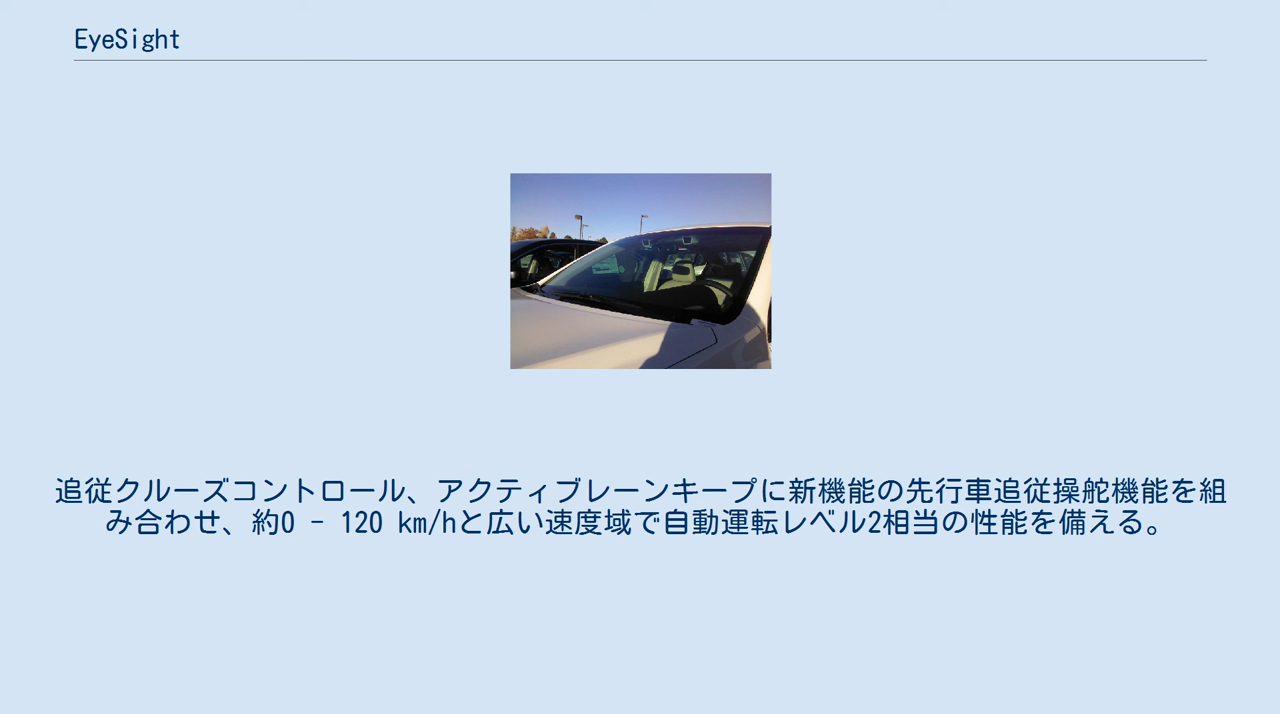 EyeSight
追従クルーズコントロール、アクティブレーンキープに新機能の先行車追従操舵機能を組
み合わせ、約0 - 120 km/hと広い速度域で自動運転レベル2相当の性能を備える。